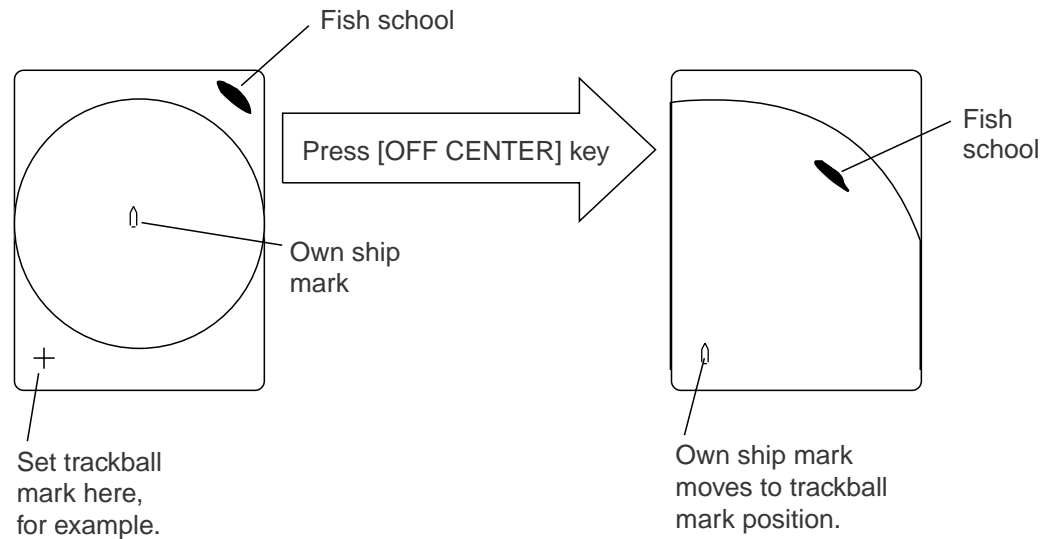 Fish school
Press [OFF CENTER] key
Own ship
mark
Set trackball
mark here,
for example.
Fish
school
Own ship mark
moves to trackball
mark position.